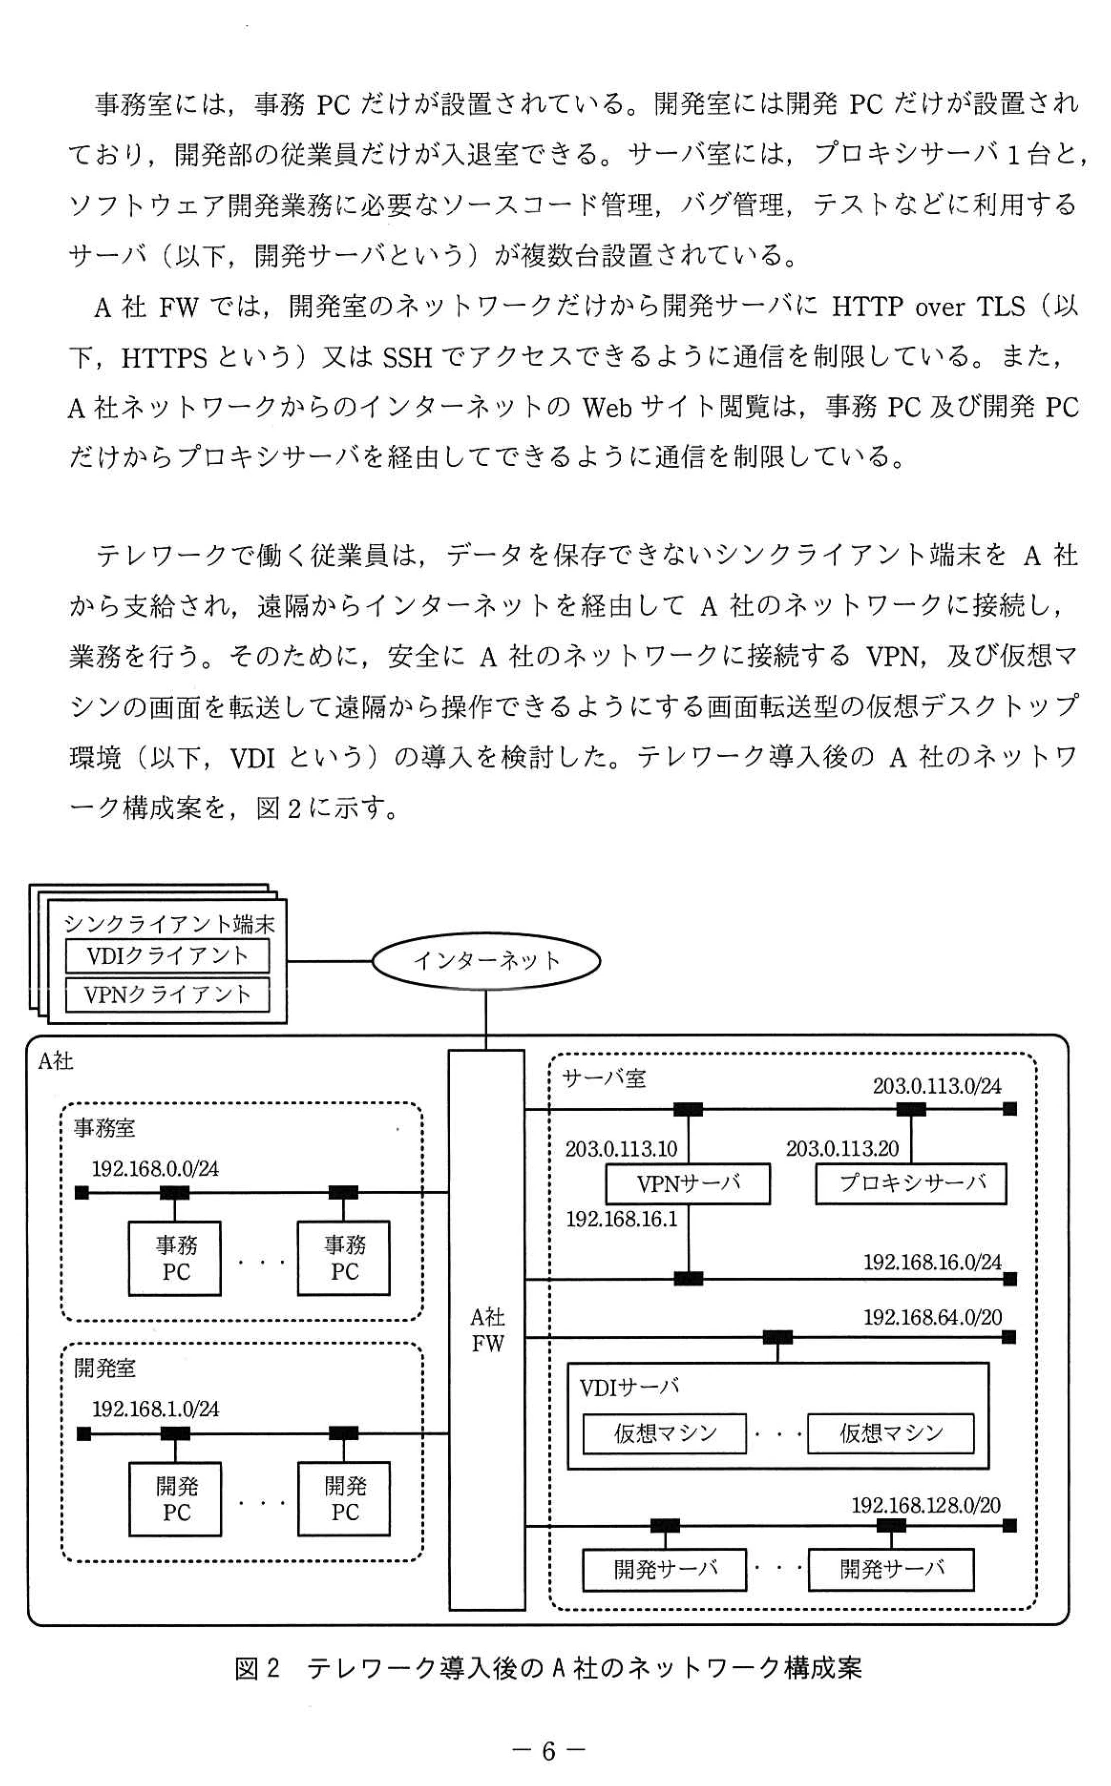 事務室には，事務 PC だけが設置されている。開発室には開発 PC だけが設置され
ており，開発部の従業員だけが入退室できる。サーバ室には，プロキシサーバ 1 台と，
ソフトウェア開発業務に必要なソースコード管理，バグ管理，テストなどに利用する
サーバ（以下，開発サーバという）が複数台設置されている。
A 社 FW では，開発室のネットワークだけから開発サーバに HTTP over TLS（以
下，HTTPS という）又は SSH でアクセスできるように通信を制限している。また，
A 社ネットワークからのインターネットの Web サイト閲覧は，事務 PC 及び開発 PC
だけからプロキシサーバを経由してできるように通信を制限している。
テレワークで働く従業員は，データを保存できないシンクライアント端末を A 社
から支給され，遠隔からインターネットを経由して A 社のネットワークに接続し，
業務を行う。そのために，安全に A 社のネットワークに接続する VPN，及び仮想マ
シンの画面を転送して遠隔から操作できるようにする画面転送型の仮想デスクトップ
環境（以下，VDI という）の導入を検討した。テレワーク導入後の A 社のネットワ
ーク構成案を，図 2 に示す。
シンクライアント端末
VDIクライアント
VPNクライアント
インターネット
A社
事務室
192.168.0.0/24
事務
PC
・・・
事務
PC
開発室
192.168.1.0/24
開発
PC
・・・
開発
PC
A社
FW
サーバ室
203.0.113.0/24
203.0.113.10
203.0.113.20
VPNサーバ
プロキシサーバ
192.168.16.1
192.168.16.0/24
192.168.64.0/20
VDIサーバ
仮想マシン
・・・
仮想マシン
192.168.128.0/20
開発サーバ
・・・
開発サーバ
図 2 テレワーク導入後の A 社のネットワーク構成案
－ 6 －